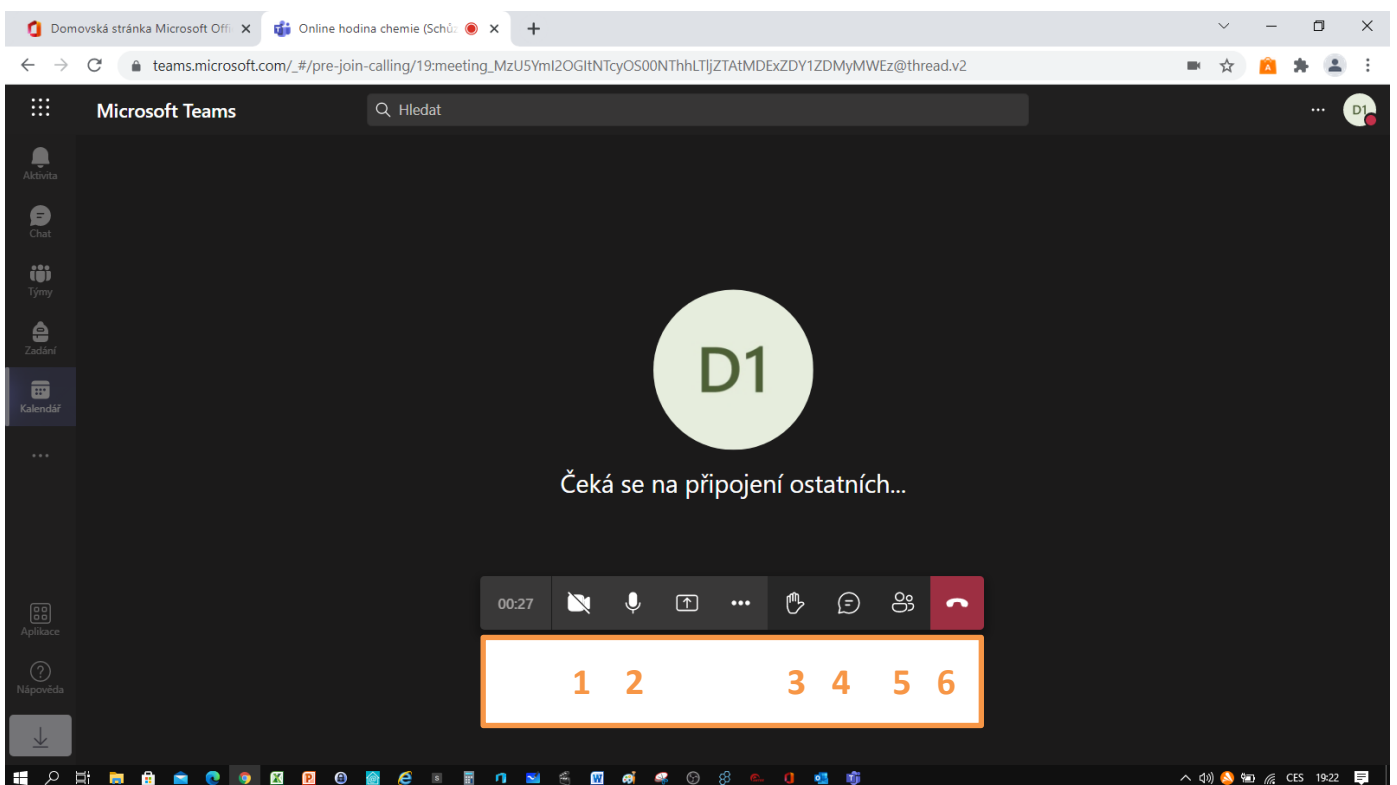 Domovská stránka Microsoft Offi
Online hodina chemie (Schůz
teams.microsoft.com/_#/pre-join-calling/19:meeting_MzU5YmI2OGItNTcyOS00NThhLTljZTAtMDExZDY1ZDMyMWEz@thread.v2
Microsoft Teams
Hledat
D1
Aktivita
Chat
Týmy
Zadání
Kalendář
D1
Čeká se na připojení ostatních...
00:27
1 2 3 4 5 6
Aplikace
Nápověda
CES 19:22